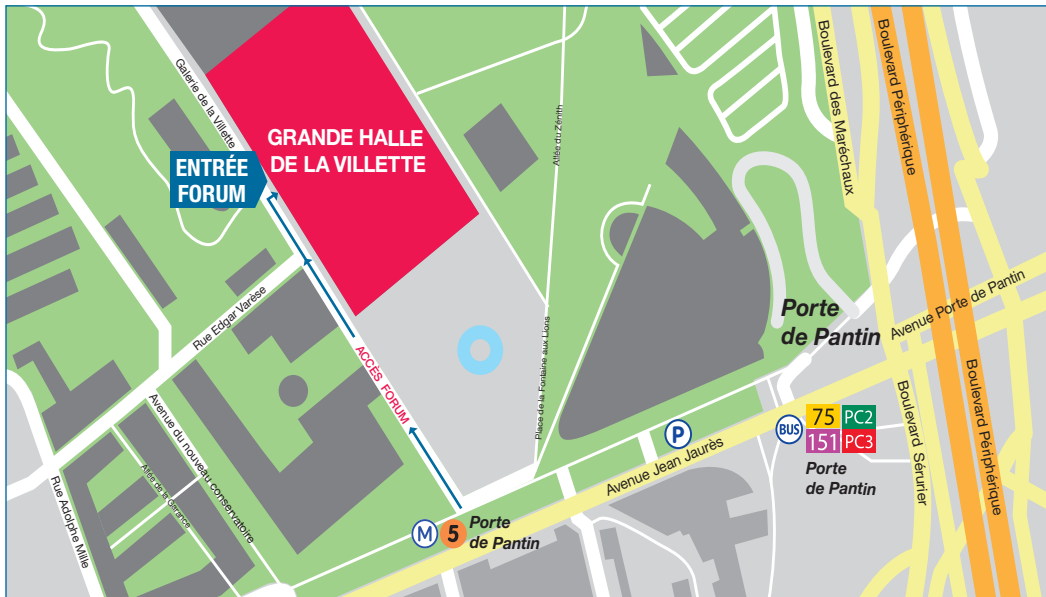 Galerie de la Villette
GRANDE HALLE
DE LA VILLETTE
ENTRÉE
FORUM
Allée du Zénith
Boulevard des Maréchaux
Boulevard Périphérique
Rue Edgar Varèse
ACCÈS FORUM
Place de la Fontaine aux Lions
Porte
de Pantin
Avenue Porte de Pantin
Boulevard Périphérique
Boulevard Sérurier
Avenue du nouveau conservatoire
Allée de la Garance
Rue Adolphe Mille
P
Avenue Jean Jaurès
BUS
75 PC2
151 PC3
Porte
de Pantin
M 5 Porte
de Pantin